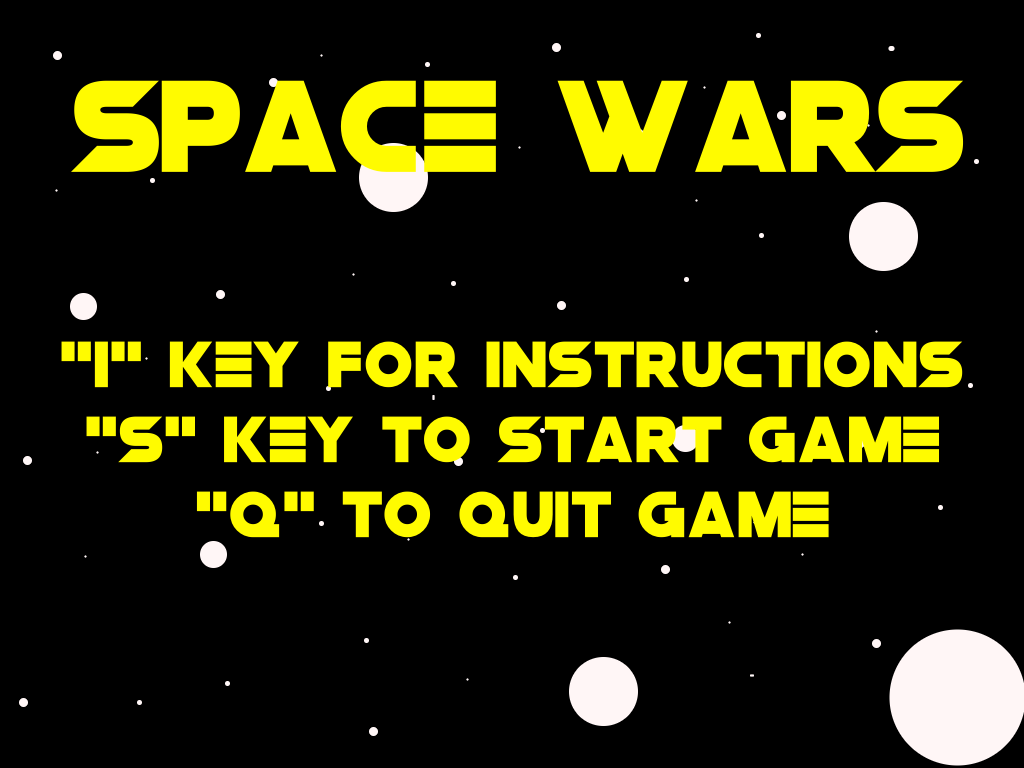 SPACE WARS
"I" KEY FOR INSTRUCTIONS
"S" KEY TO START GAME
"Q" TO QUIT GAME